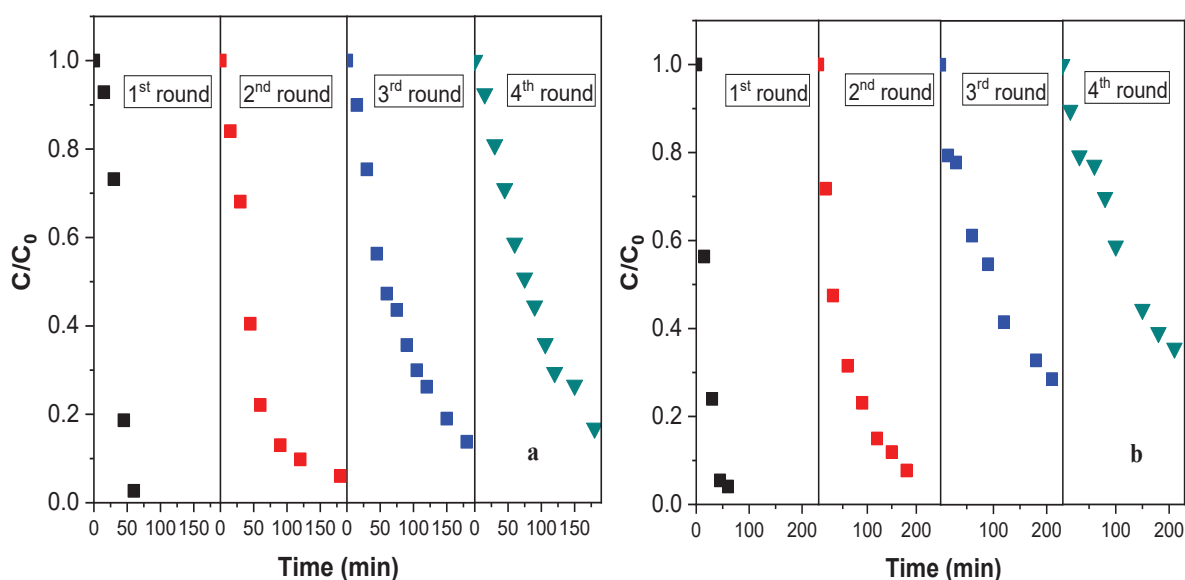 1.0
0.8
0.6
0.4
0.2
0.0
C/C₀
1ˢᵗ round
2ⁿᵈ round
3ʳᵈ round
4ᵗʰ round
a
0 50 100 150 0 50 100 150 0 50 100 150 0 50 100 150
Time (min)
1.0
0.8
0.6
0.4
0.2
0.0
C/C₀
1ˢᵗ round
2ⁿᵈ round
3ʳᵈ round
4ᵗʰ round
b
0 100 200 100 200 100 200 100 200
Time (min)